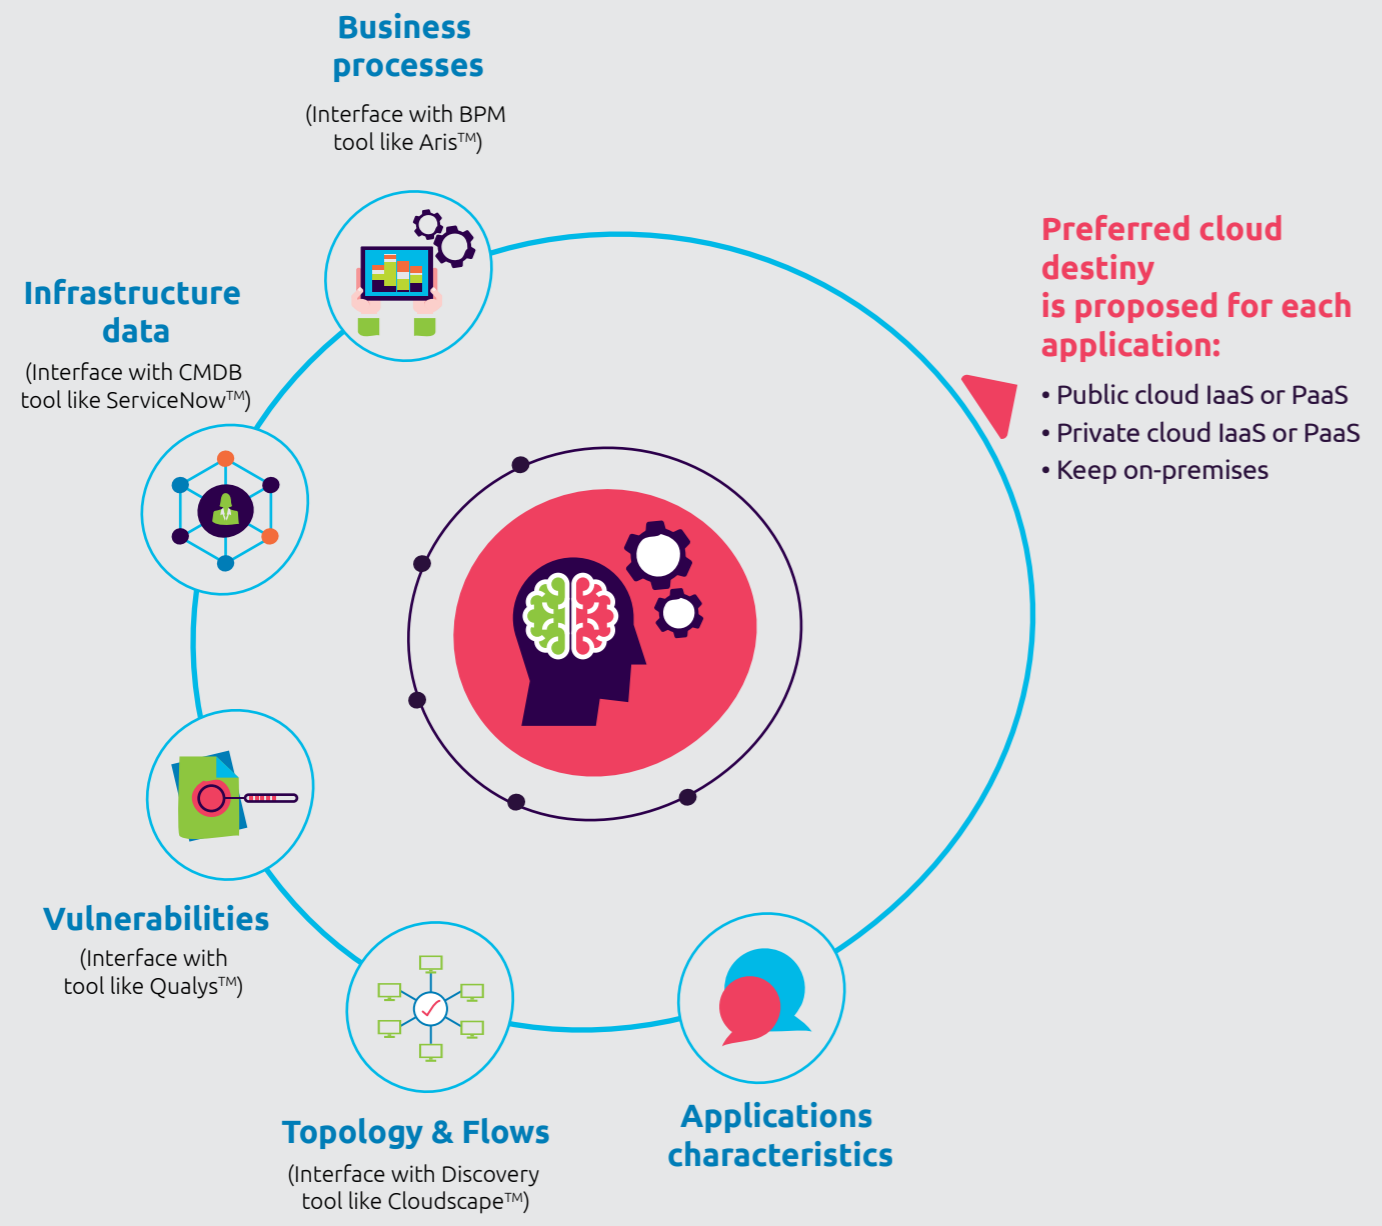 Business
processes
(Interface with BPM
tool like Aris™)
Infrastructure
data
(Interface with CMDB
tool like ServiceNow™)
Vulnerabilities
(Interface with
tool like Qualys™)
Topology & Flows
(Interface with Discovery
tool like Cloudscape™)
Applications
characteristics
Preferred cloud
destiny
is proposed for each
application:
• Public cloud IaaS or PaaS
• Private cloud IaaS or PaaS
• Keep on-premises